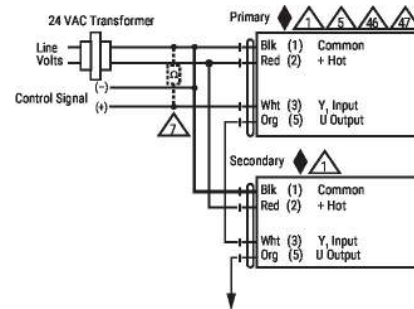 24 VAC Transformer
Primary 1 5 46 47
Line
Volts
Blk (1) Common
Red (2) + Hot
Ω
(−)
Control Signal
(+)
Wht (3) Y, Input
Org (5) U Output
7
Secondary 1
Blk (1) Common
Red (2) + Hot
Wht (3) Y, Input
Org (5) U Output